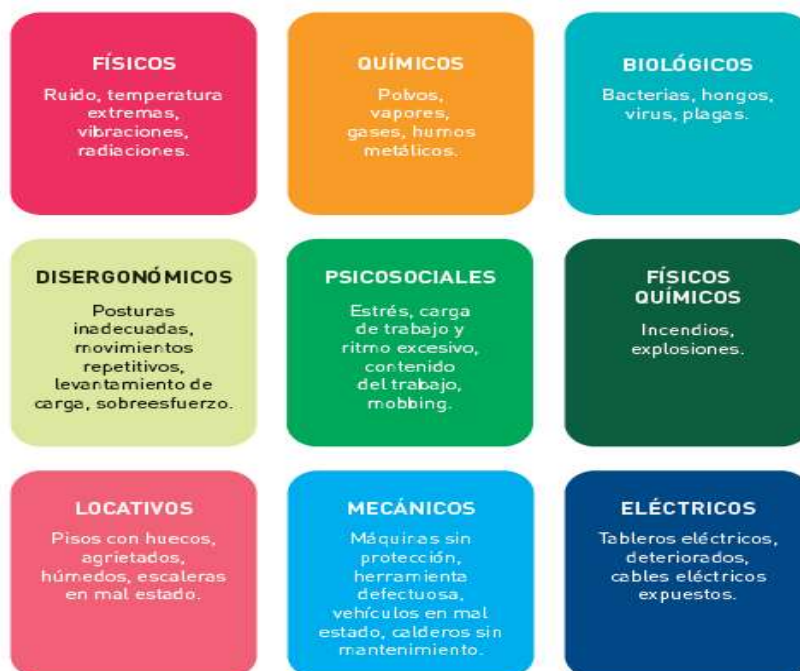 FÍSICOS
Ruido, temperatura
extremas,
vibraciones,
radiaciones.
QUÍMICOS
Polvos,
vapores,
gases, humos
metálicos.
BIOLÓGICOS
Bacterias, hongos,
virus, plagas.
DISERGONÓMICOS
Posturas
inadecuadas,
movimientos
repetitivos,
levantamiento de
carga, sobreesfuerzo.
PSICOSOCIALES
Estrés, carga
de trabajo y
ritmo excesivo,
contenido
del trabajo,
mobbing.
FÍSICOS
QUÍMICOS
Incendios,
explosiones.
LOCATIVOS
Pisos con huecos,
agrietados,
húmedos, escaleras
en mal estado.
MECÁNICOS
Máquinas sin
protección,
herramienta
defectuosa,
vehículos en mal
estado, calderos sin
mantenimiento.
ELÉCTRICOS
Tableros eléctricos,
deteriorados,
cables eléctricos
expuestos.